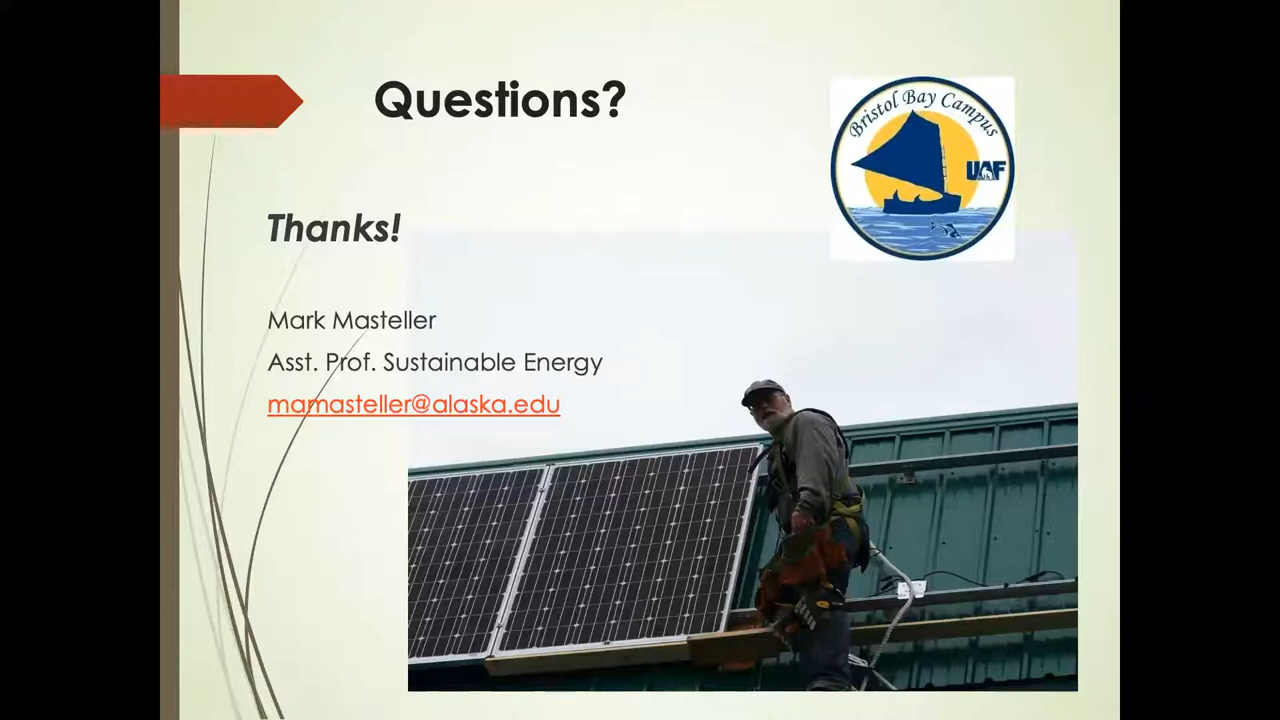 Questions?
Bristol Bay Campus
UAF
Thanks!
Mark Masteller
Asst. Prof. Sustainable Energy
mamasteller@alaska.edu